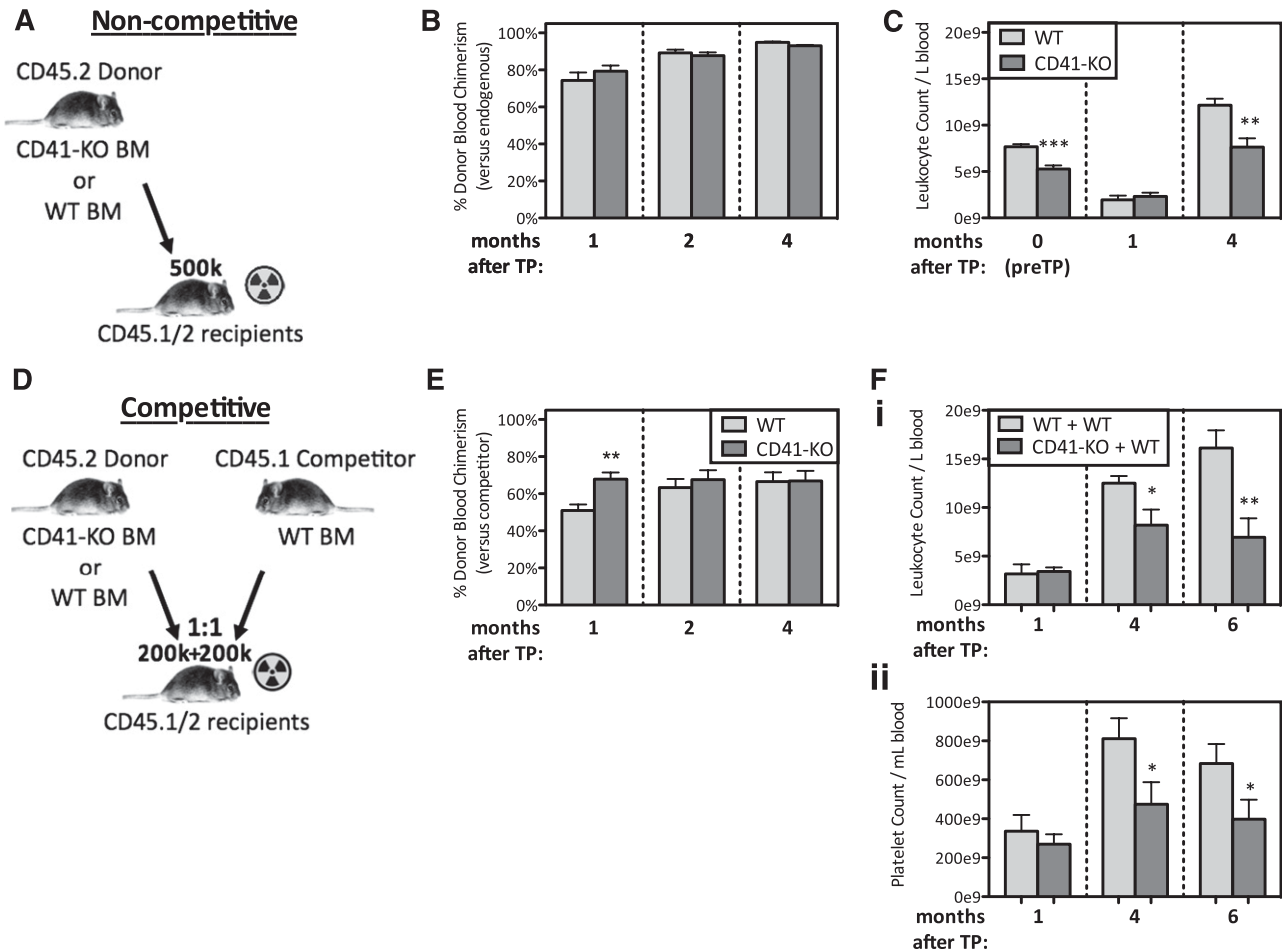 A
Non-competitive
CD45.2 Donor
CD41-KO BM
or
WT BM
500k
CD45.1/2 recipients
B
% Donor Blood Chimerism
(versus endogenous)
100%
80%
60%
40%
20%
0%
months 1 2 4
after TP:
C
Leukocyte Count / L blood
20e9
15e9
10e9
5e9
0e9
WT
CD41-KO
***
**
months 0 1 4
after TP: (preTP)
D
Competitive
CD45.2 Donor CD45.1 Competitor
CD41-KO BM WT BM
or
WT BM
1:1
200k+200k
CD45.1/2 recipients
E
% Donor Blood Chimerism
(versus competitor)
100%
80%
60%
40%
20%
0%
WT
CD41-KO
**
months 1 2 4
after TP:
F
i
Leukocyte Count / L blood
20e9
15e9
10e9
5e9
0e9
WT + WT
CD41-KO + WT
*
**
months 1 4 6
after TP:
ii
Platelet Count / mL blood
1000e9
800e9
600e9
400e9
200e9
0e9
*
*
months 1 4 6
after TP: